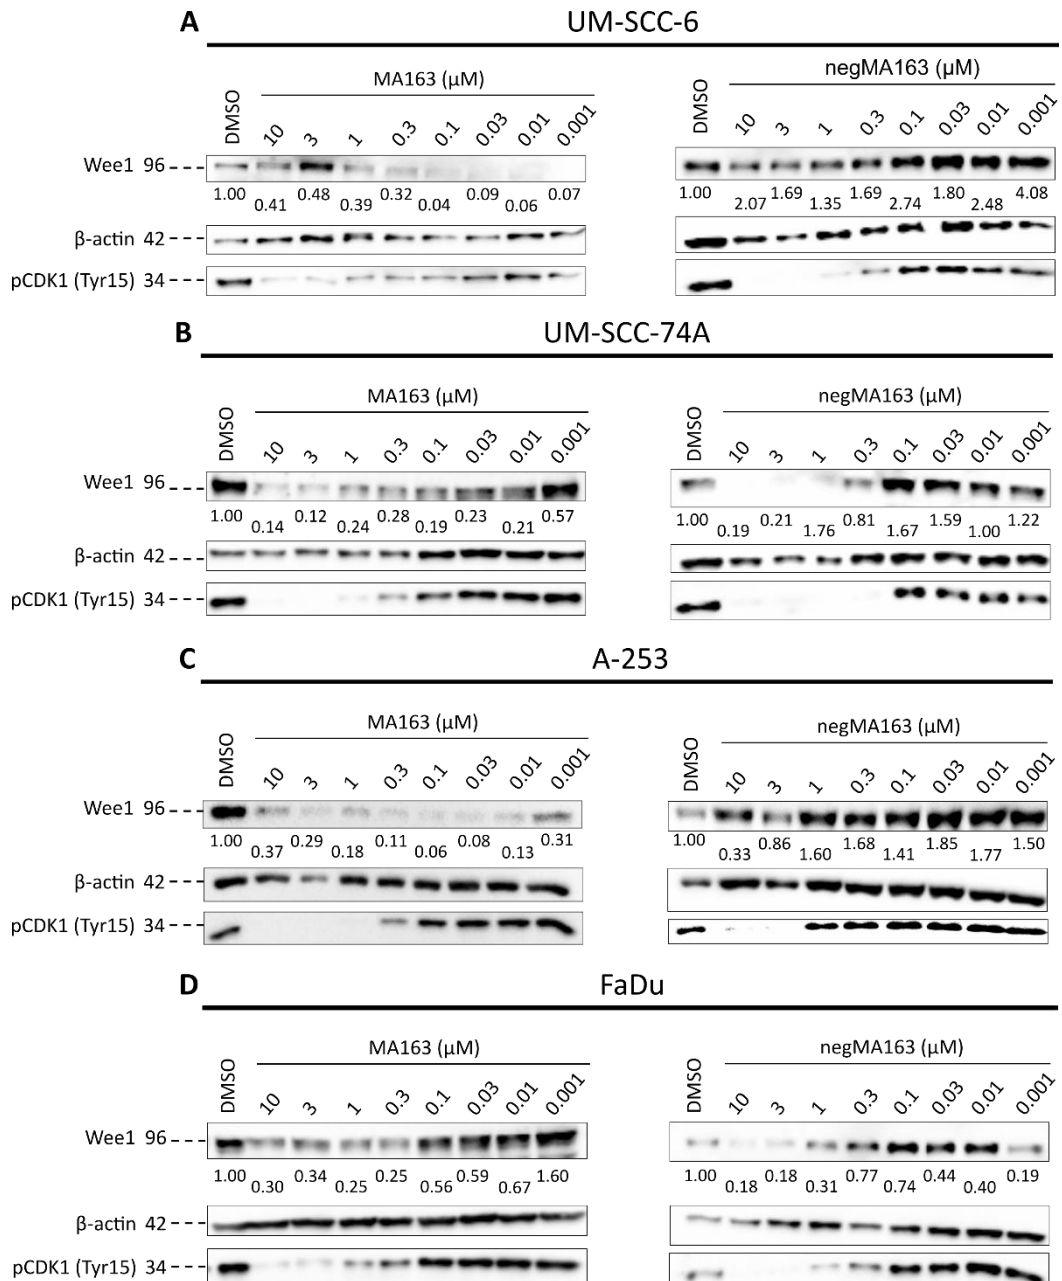 A UM-SCC-6
MA163 (µM)
DMSO 10 3 1 0.3 0.1 0.03 0.01 0.001
Wee1 96
1.00 0.41 0.48 0.39 0.32 0.04 0.09 0.06 0.07
β-actin 42
pCDK1 (Tyr15) 34
negMA163 (µM)
DMSO 10 3 1 0.3 0.1 0.03 0.01 0.001
1.00 2.07 1.69 1.35 1.69 2.74 1.80 2.48 4.08
B UM-SCC-74A
MA163 (µM)
DMSO 10 3 1 0.3 0.1 0.03 0.01 0.001
Wee1 96
1.00 0.14 0.12 0.24 0.28 0.19 0.23 0.21 0.57
β-actin 42
pCDK1 (Tyr15) 34
negMA163 (µM)
DMSO 10 3 1 0.3 0.1 0.03 0.01 0.001
1.00 0.19 0.21 1.76 0.81 1.67 1.59 1.00 1.22
C A-253
MA163 (µM)
DMSO 10 3 1 0.3 0.1 0.03 0.01 0.001
Wee1 96
1.00 0.37 0.29 0.18 0.11 0.06 0.08 0.13 0.31
β-actin 42
pCDK1 (Tyr15) 34
negMA163 (µM)
DMSO 10 3 1 0.3 0.1 0.03 0.01 0.001
1.00 0.33 0.86 1.60 1.68 1.41 1.85 1.77 1.50
D FaDu
MA163 (µM)
DMSO 10 3 1 0.3 0.1 0.03 0.01 0.001
Wee1 96
1.00 0.30 0.34 0.25 0.25 0.56 0.59 0.67 1.60
β-actin 42
pCDK1 (Tyr15) 34
negMA163 (µM)
DMSO 10 3 1 0.3 0.1 0.03 0.01 0.001
1.00 0.18 0.18 0.31 0.77 0.74 0.44 0.40 0.19